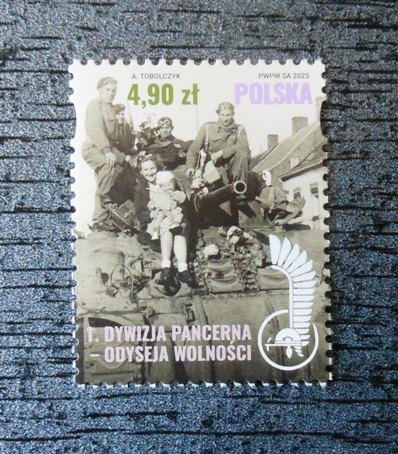 A. TOBOLCZYK PWPW SA 2025
4,90 zł POLSKA
1. DYWIZJA PANCERNA
– ODYSEJA WOLNOŚCI